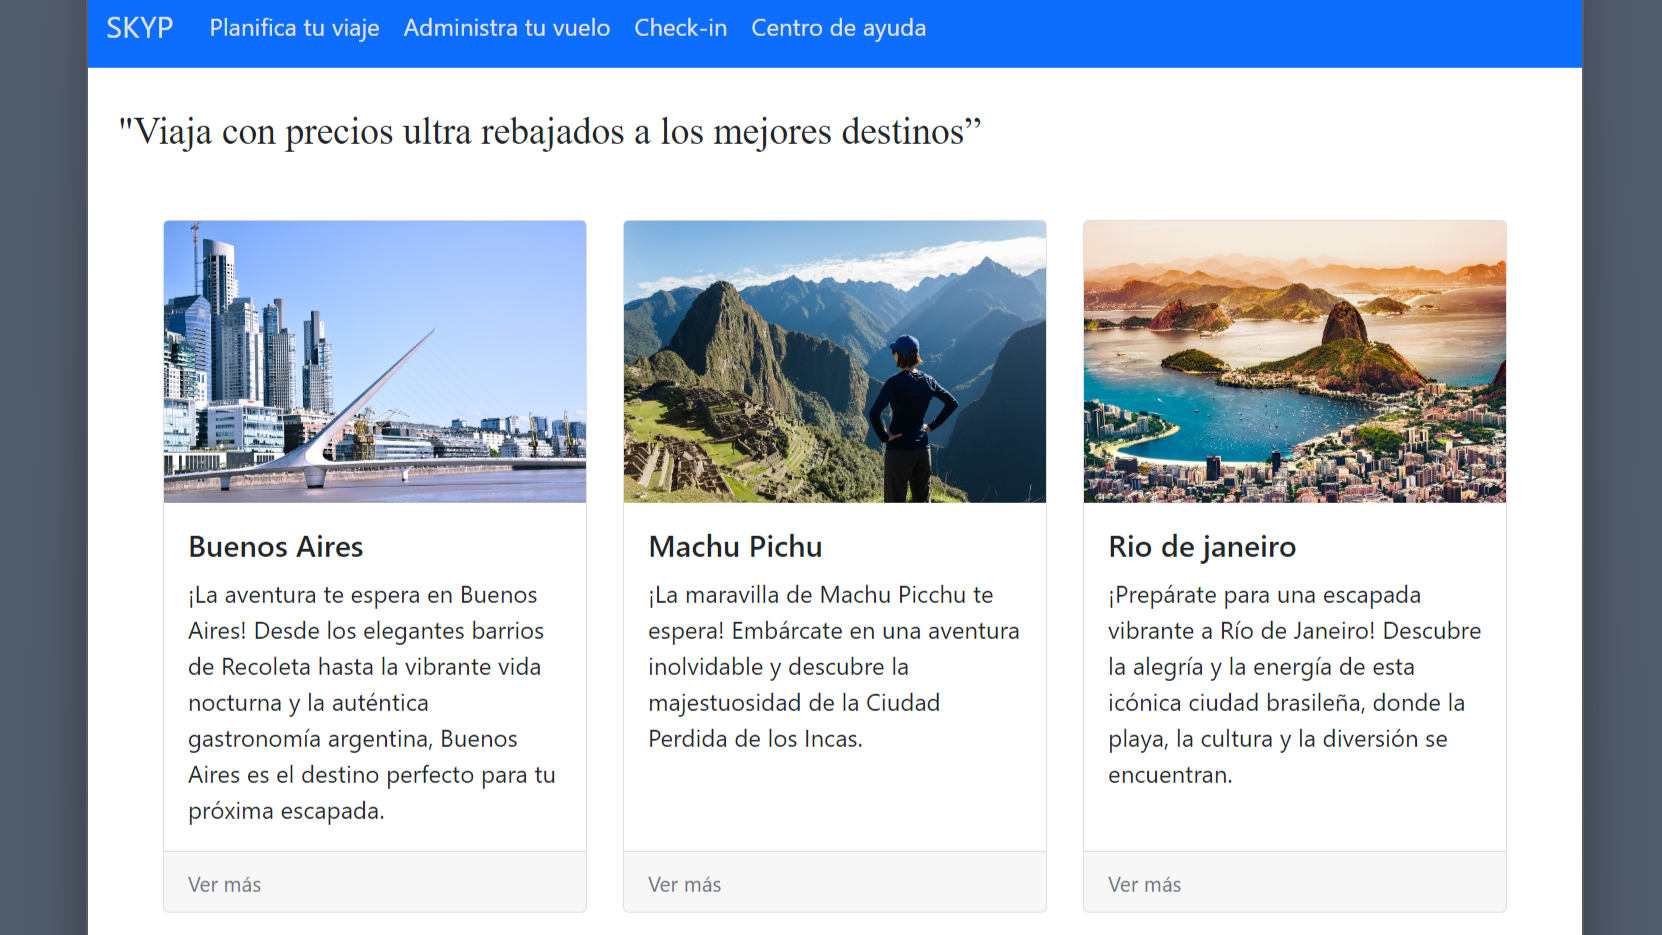 SKYP Planifica tu viaje Administra tu vuelo Check-in Centro de ayuda
"Viaja con precios ultra rebajados a los mejores destinos”
Buenos Aires
¡La aventura te espera en Buenos
Aires! Desde los elegantes barrios
de Recoleta hasta la vibrante vida
nocturna y la auténtica
gastronomía argentina, Buenos
Aires es el destino perfecto para tu
próxima escapada.
Ver más
Machu Pichu
¡La maravilla de Machu Picchu te
espera! Embárcate en una aventura
inolvidable y descubre la
majestuosidad de la Ciudad
Perdida de los Incas.
Ver más
Rio de janeiro
¡Prepárate para una escapada
vibrante a Río de Janeiro! Descubre
la alegría y la energía de esta
icónica ciudad brasileña, donde la
playa, la cultura y la diversión se
encuentran.
Ver más